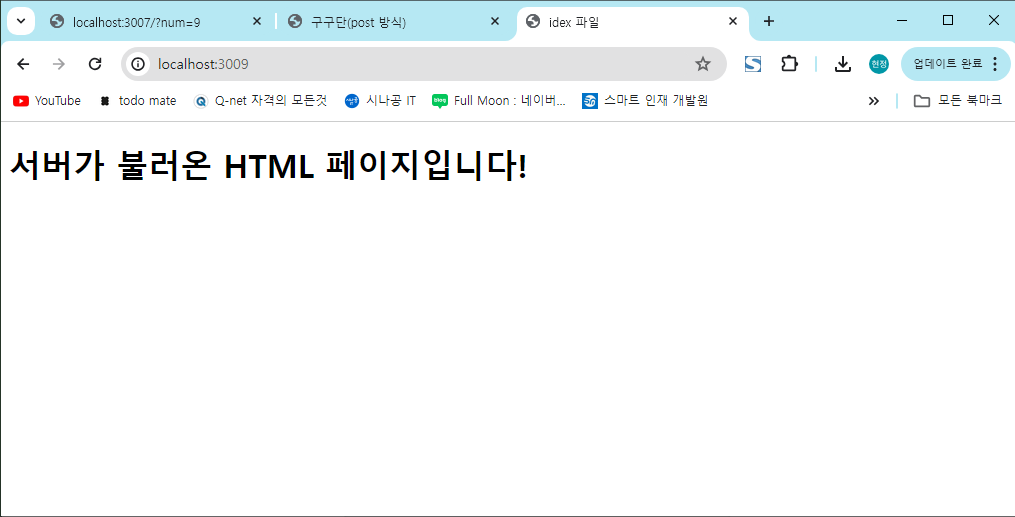 localhost:3007/?num=9
구구단(post 방식)
idex 파일
localhost:3009
현정
업데이트 완료
YouTube
todo mate
Q-net 자격의 모든것
시나공 IT
blog
Full Moon : 네이버...
스마트 인재 개발원
모든 북마크
서버가 불러온 HTML 페이지입니다!